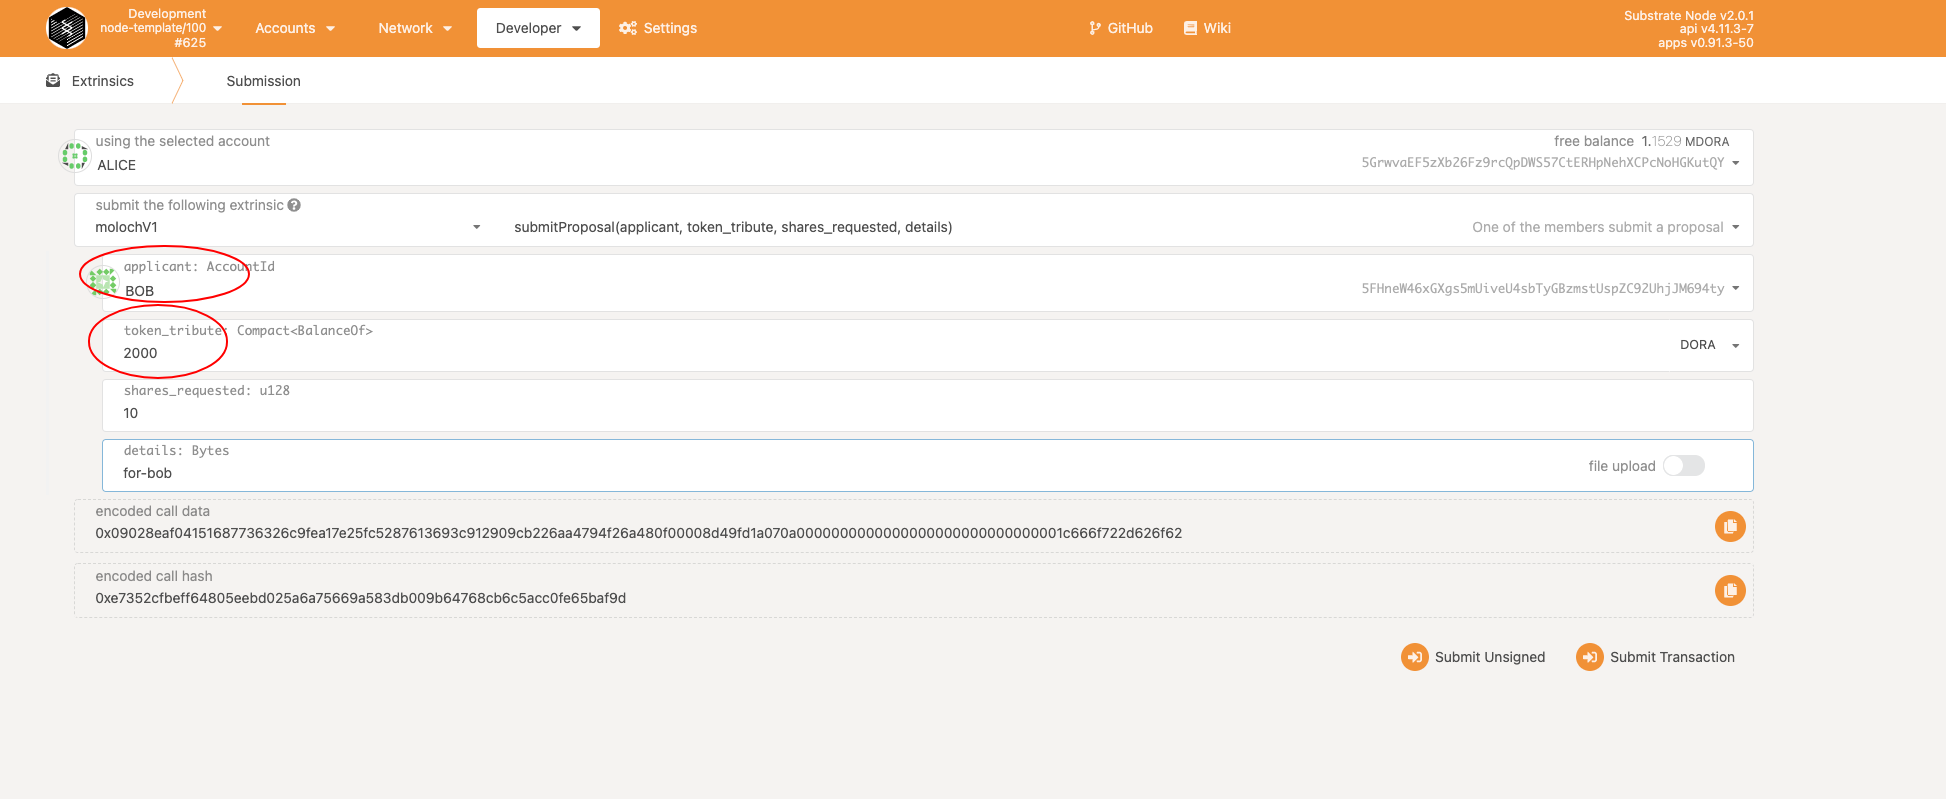 Development
node-template/100
#625
Accounts
Network
Developer
Settings
GitHub
Wiki
Substrate Node v2.0.1
api v4.11.3-7
apps v0.91.3-50
Extrinsics
Submission
using the selected account
free balance 1.1529 MDORA
ALICE
5GrwvaEF5zXb26Fz9rcQpDWS57CtERHpNehXCPcNoHGKutQY
submit the following extrinsic
molochV1
submitProposal(applicant, token_tribute, shares_requested, details)
One of the members submit a proposal
applicant: AccountId
BOB
5FHneW46xGXgs5mUiveU4sbTyGBzmstUspZC92UhjJM694ty
token_tribute: Compact<BalanceOf>
2000
DORA
shares_requested: u128
10
details: Bytes
for-bob
file upload
encoded call data
0x09028eaf04151687736326c9fea17e25fc5287613693c912909cb226aa4794f26a480f00008d49fd1a070a0000000000000000000000000000001c666f722d626f62
encoded call hash
0xe7352cfbeff64805eebd025a6a75669a583db009b64768cb6c5acc0fe65baf9d
Submit Unsigned
Submit Transaction